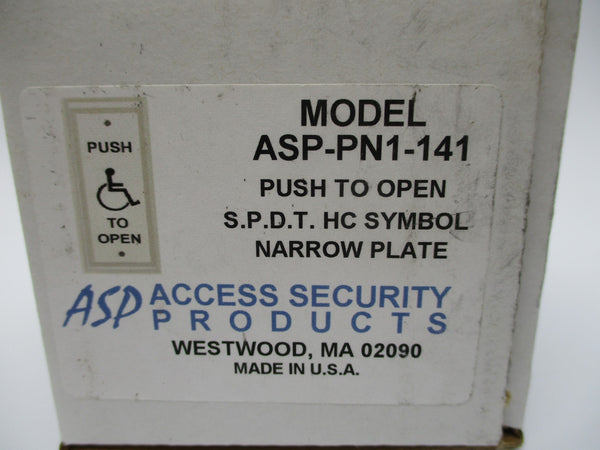 PUSH
TO
OPEN
MODEL
ASP-PN1-141
PUSH TO OPEN
S.P.D.T. HC SYMBOL
NARROW PLATE
ASP ACCESS SECURITY
PRODUCTS
WESTWOOD, MA 02090
MADE IN U.S.A.